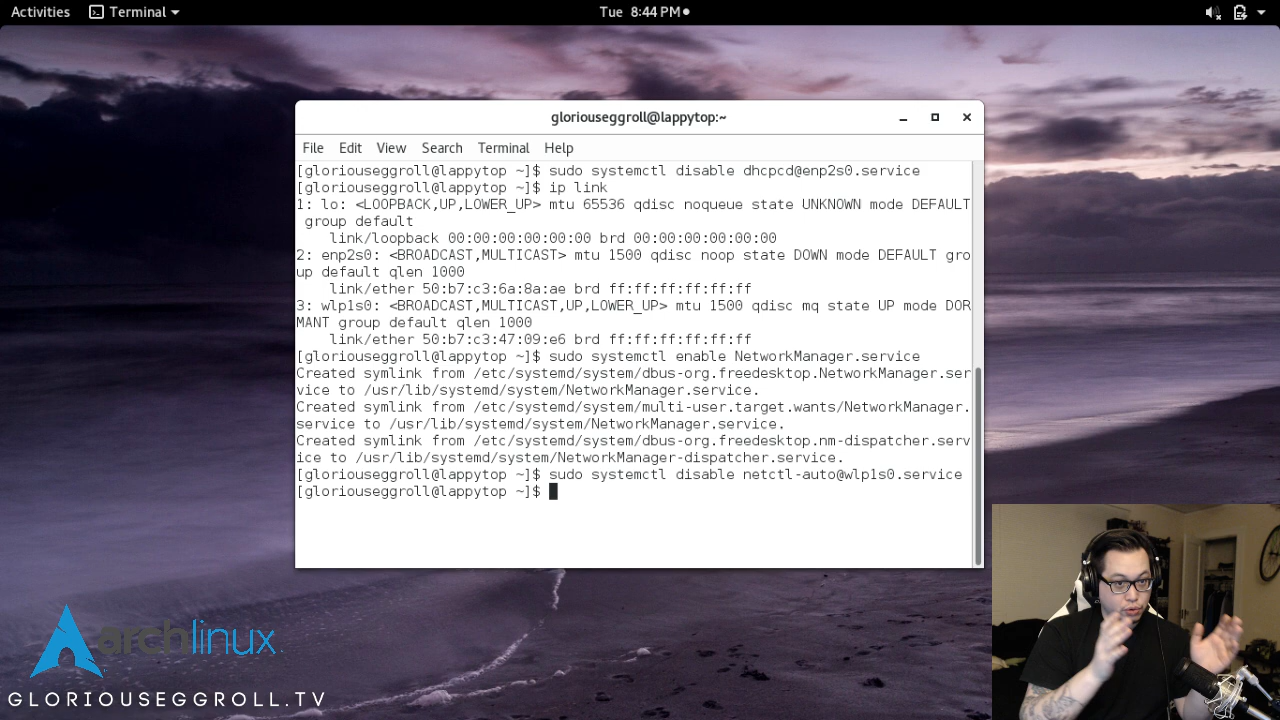 Activities Terminal Tue 8:44 PM
gloriouseggroll@lappytop:~
File Edit View Search Terminal Help
[gloriouseggroll@lappytop ~]$ sudo systemctl disable dhcpcd@enp2s0.service
[gloriouseggroll@lappytop ~]$ ip link
1: lo: <LOOPBACK,UP,LOWER_UP> mtu 65536 qdisc noqueue state UNKNOWN mode DEFAULT
group default
link/loopback 00:00:00:00:00:00 brd 00:00:00:00:00:00
2: enp2s0: <BROADCAST,MULTICAST> mtu 1500 qdisc noop state DOWN mode DEFAULT gro
up default qlen 1000
link/ether 50:b7:c3:6a:8a:ae brd ff:ff:ff:ff:ff:ff
3: wlp1s0: <BROADCAST,MULTICAST,UP,LOWER_UP> mtu 1500 qdisc mq state UP mode DOR
MANT group default qlen 1000
link/ether 50:b7:c3:47:09:e6 brd ff:ff:ff:ff:ff:ff
[gloriouseggroll@lappytop ~]$ sudo systemctl enable NetworkManager.service
Created symlink from /etc/systemd/system/dbus-org.freedesktop.NetworkManager.ser
vice to /usr/lib/systemd/system/NetworkManager.service.
Created symlink from /etc/systemd/system/multi-user.target.wants/NetworkManager.
service to /usr/lib/systemd/system/NetworkManager.service.
Created symlink from /etc/systemd/system/dbus-org.freedesktop.nm-dispatcher.serv
ice to /usr/lib/systemd/system/NetworkManager-dispatcher.service.
[gloriouseggroll@lappytop ~]$ sudo systemctl disable netctl-auto@wlp1s0.service
[gloriouseggroll@lappytop ~]$
archlinux
GLORIOUSEGGROLL.TV